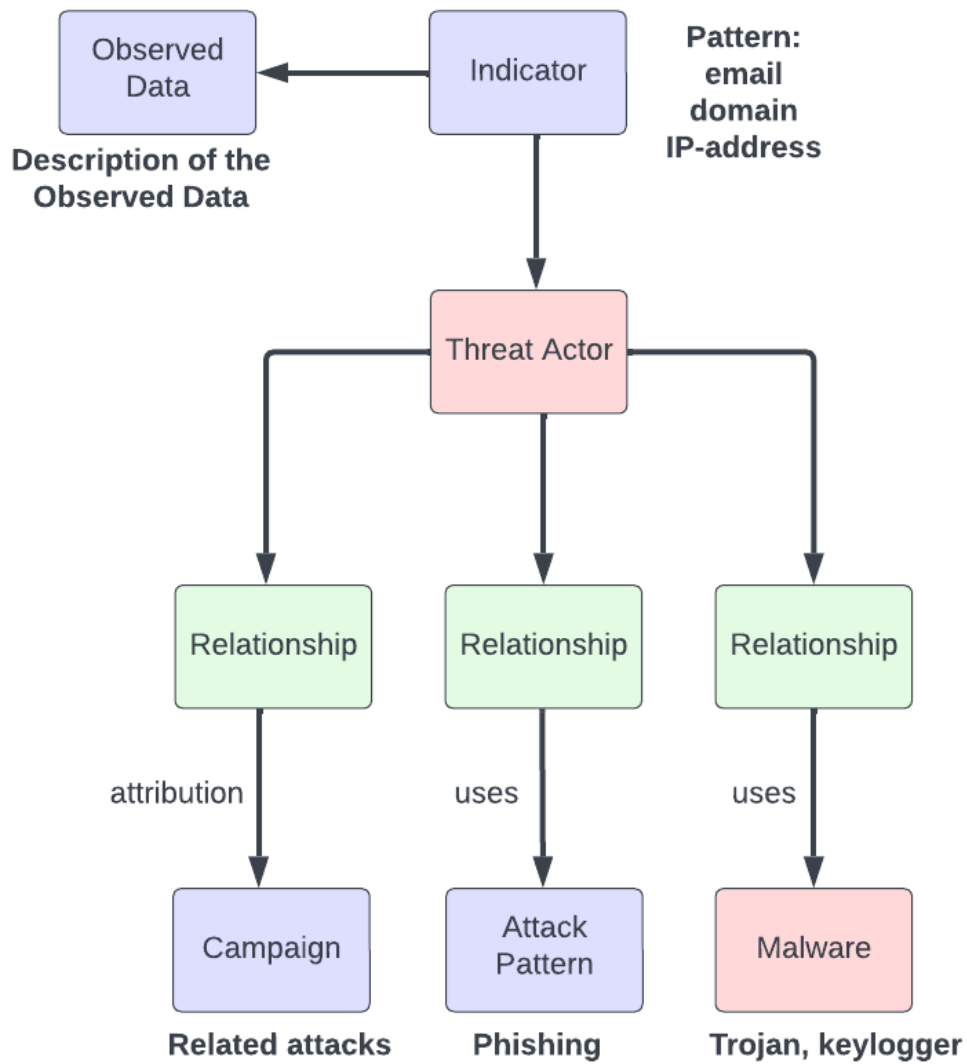 Observed
Data
Indicator
Pattern:
email
domain
IP-address
Description of the
Observed Data
Threat Actor
Relationship
Relationship
Relationship
attribution
uses
uses
Campaign
Attack
Pattern
Malware
Related attacks
Phishing
Trojan, keylogger